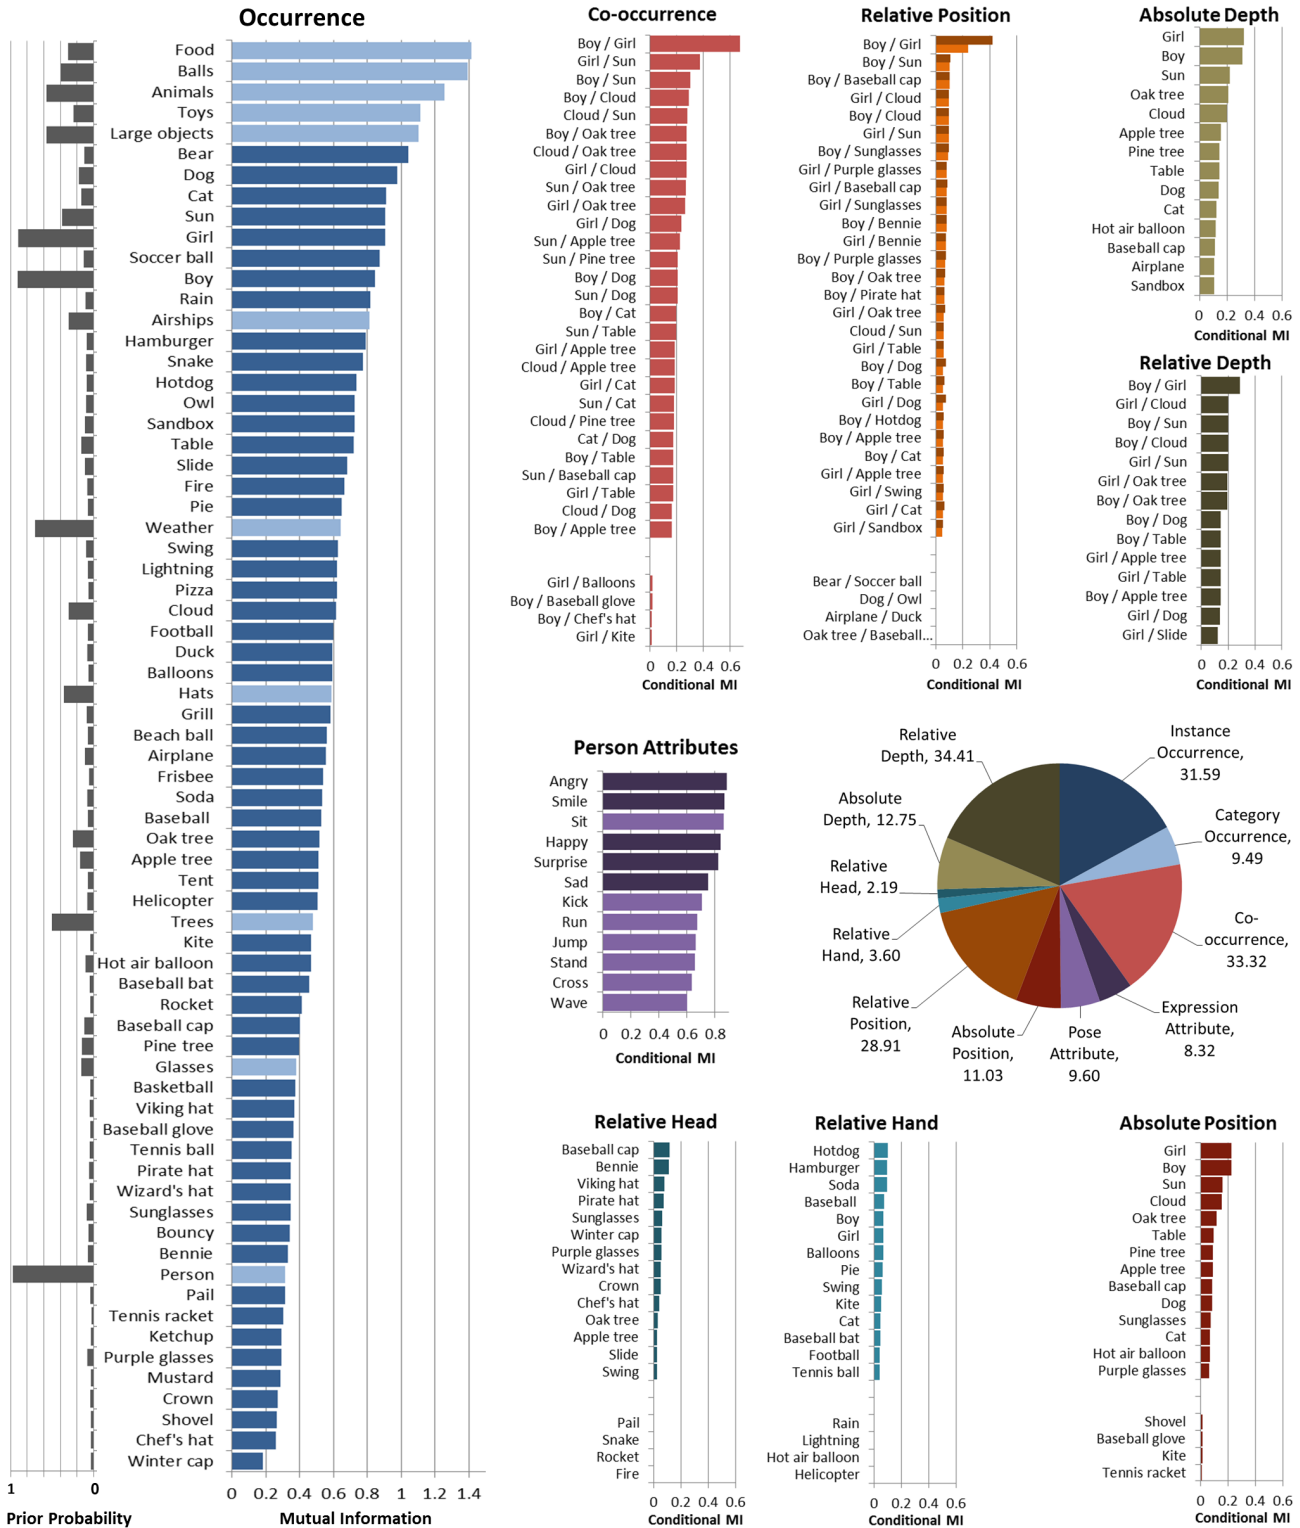 Occurrence
Food
Balls
Animals
Toys
Large objects
Bear
Dog
Cat
Sun
Girl
Soccer ball
Boy
Rain
Airships
Hamburger
Snake
Hotdog
Owl
Sandbox
Table
Slide
Fire
Pie
Weather
Swing
Lightning
Pizza
Cloud
Football
Duck
Balloons
Hats
Grill
Beach ball
Airplane
Frisbee
Soda
Baseball
Oak tree
Apple tree
Tent
Helicopter
Trees
Kite
Hot air balloon
Baseball bat
Rocket
Baseball cap
Pine tree
Glasses
Basketball
Viking hat
Baseball glove
Tennis ball
Pirate hat
Wizard's hat
Sunglasses
Bouncy
Bennie
Person
Pail
Tennis racket
Ketchup
Purple glasses
Mustard
Crown
Shovel
Chef's hat
Winter cap
1 0
Prior Probability
0 0.2 0.4 0.6 0.8 1 1.2 1.4
Mutual Information
Co-occurrence
Boy / Girl
Girl / Sun
Boy / Sun
Boy / Cloud
Cloud / Sun
Boy / Oak tree
Cloud / Oak tree
Girl / Cloud
Sun / Oak tree
Girl / Oak tree
Girl / Dog
Sun / Apple tree
Sun / Pine tree
Boy / Dog
Sun / Dog
Boy / Cat
Sun / Table
Girl / Apple tree
Cloud / Apple tree
Girl / Cat
Sun / Cat
Cloud / Pine tree
Cat / Dog
Boy / Table
Sun / Baseball cap
Girl / Table
Cloud / Dog
Boy / Apple tree
Girl / Balloons
Boy / Baseball glove
Boy / Chef's hat
Girl / Kite
0 0.2 0.4 0.6
Conditional MI
Relative Position
Boy / Girl
Boy / Sun
Boy / Baseball cap
Girl / Cloud
Boy / Cloud
Girl / Sun
Boy / Sunglasses
Girl / Purple glasses
Girl / Baseball cap
Girl / Sunglasses
Boy / Bennie
Girl / Bennie
Boy / Purple glasses
Boy / Oak tree
Boy / Pirate hat
Girl / Oak tree
Cloud / Sun
Girl / Table
Boy / Dog
Boy / Table
Girl / Dog
Boy / Hotdog
Boy / Apple tree
Boy / Cat
Girl / Apple tree
Girl / Swing
Girl / Cat
Girl / Sandbox
Bear / Soccer ball
Dog / Owl
Airplane / Duck
Oak tree / Baseball...
0 0.2 0.4 0.6
Conditional MI
Absolute Depth
Girl
Boy
Sun
Oak tree
Cloud
Apple tree
Pine tree
Table
Dog
Cat
Hot air balloon
Baseball cap
Airplane
Sandbox
0 0.2 0.4 0.6
Conditional MI
Relative Depth
Boy / Girl
Girl / Cloud
Boy / Sun
Boy / Cloud
Girl / Sun
Girl / Oak tree
Boy / Oak tree
Boy / Dog
Boy / Table
Girl / Apple tree
Girl / Table
Boy / Apple tree
Girl / Dog
Girl / Slide
0 0.2 0.4 0.6
Conditional MI
Person Attributes
Angry
Smile
Sit
Happy
Surprise
Sad
Kick
Run
Jump
Stand
Cross
Wave
0 0.2 0.4 0.6 0.8
Conditional MI
Relative
Depth, 34.41
Instance
Occurrence,
31.59
Absolute
Depth, 12.75
Category
Occurrence,
9.49
Relative
Head, 2.19
Co-
occurrence,
33.32
Relative
Hand, 3.60
Relative
Position,
28.91
Absolute
Position,
11.03
Pose
Attribute,
9.60
Expression
Attribute,
8.32
Relative Head
Baseball cap
Bennie
Viking hat
Pirate hat
Sunglasses
Winter cap
Purple glasses
Wizard's hat
Crown
Chef's hat
Oak tree
Apple tree
Slide
Swing
Pail
Snake
Rocket
Fire
0 0.2 0.4 0.6
Conditional MI
Relative Hand
Hotdog
Hamburger
Soda
Baseball
Boy
Girl
Balloons
Pie
Swing
Kite
Cat
Baseball bat
Football
Tennis ball
Rain
Lightning
Hot air balloon
Helicopter
0 0.2 0.4 0.6
Conditional MI
Absolute Position
Girl
Boy
Sun
Cloud
Oak tree
Table
Pine tree
Apple tree
Baseball cap
Dog
Sunglasses
Cat
Hot air balloon
Purple glasses
Shovel
Baseball glove
Kite
Tennis racket
0 0.2 0.4 0.6
Conditional MI